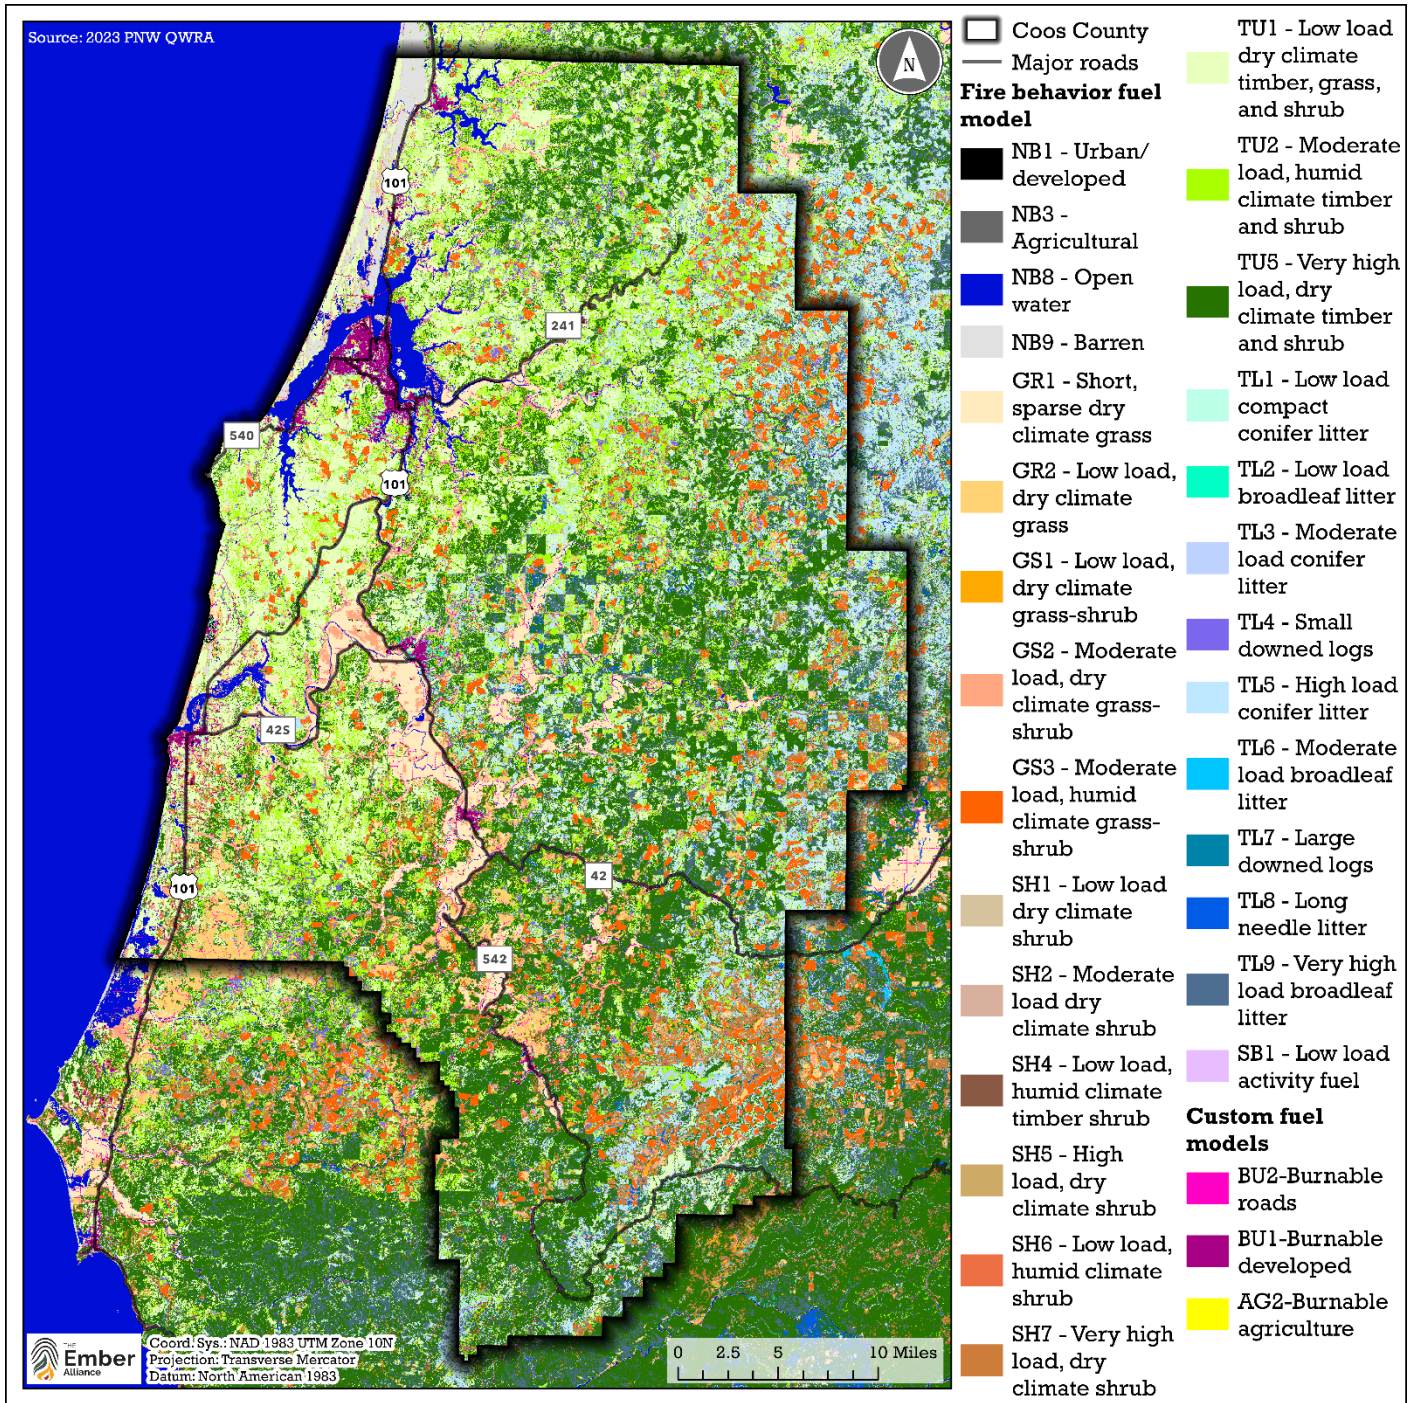 Source: 2023 PNW QWRA
N
101
241
540
101
42S
42
101
542
THE
Ember
Alliance
Coord. Sys.: NAD 1983 UTM Zone 10N
Projection: Transverse Mercator
Datum: North American 1983
0 2.5 5 10 Miles
Coos County
Major roads
Fire behavior fuel
model
NB1 - Urban/
developed
NB3 -
Agricultural
NB8 - Open
water
NB9 - Barren
GR1 - Short,
sparse dry
climate grass
GR2 - Low load,
dry climate
grass
GS1 - Low load,
dry climate
grass-shrub
GS2 - Moderate
load, dry
climate grass-
shrub
GS3 - Moderate
load, humid
climate grass-
shrub
SH1 - Low load
dry climate
shrub
SH2 - Moderate
load dry
climate shrub
SH4 - Low load,
humid climate
timber shrub
SH5 - High
load, dry
climate shrub
SH6 - Low load,
humid climate
shrub
SH7 - Very high
load, dry
climate shrub
TU1 - Low load
dry climate
timber, grass,
and shrub
TU2 - Moderate
load, humid
climate timber
and shrub
TU5 - Very high
load, dry
climate timber
and shrub
TL1 - Low load
compact
conifer litter
TL2 - Low load
broadleaf litter
TL3 - Moderate
load conifer
litter
TL4 - Small
downed logs
TL5 - High load
conifer litter
TL6 - Moderate
load broadleaf
litter
TL7 - Large
downed logs
TL8 - Long
needle litter
TL9 - Very high
load broadleaf
litter
SB1 - Low load
activity fuel
Custom fuel
models
BU2-Burnable
roads
BU1-Burnable
developed
AG2-Burnable
agriculture